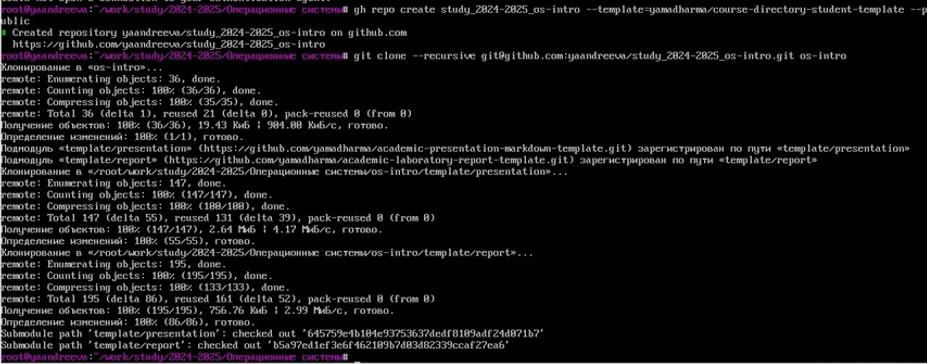 root@yaandreeva:~/work/study/2024-2025/Операционные системы# gh repo create study_2024-2025_os-intro --template=yamadharma/course-directory-student-template --p
ublic
Created repository yaandreeva/study_2024-2025_os-intro on github.com
https://github.com/yaandreeva/study_2024-2025_os-intro
root@yaandreeva:~/work/study/2024-2025/Операционные системы# git clone --recursive git@github.com:yaandreeva/study_2024-2025_os-intro.git os-intro
Клонирование в «os-intro»...
remote: Enumerating objects: 36, done.
remote: Counting objects: 100% (36/36), done.
remote: Compressing objects: 100% (35/35), done.
remote: Total 36 (delta 1), reused 21 (delta 0), pack-reused 0 (from 0)
Получение объектов: 100% (36/36), 19.43 КиБ | 904.00 КиБ/с, готово.
Определение изменений: 100% (1/1), готово.
Подмодуль «template/presentation» (https://github.com/yamadharma/academic-presentation-markdown-template.git) зарегистрирован по пути «template/presentation»
Подмодуль «template/report» (https://github.com/yamadharma/academic-laboratory-report-template.git) зарегистрирован по пути «template/report»
Клонирование в «/root/work/study/2024-2025/Операционные системы/os-intro/template/presentation»...
remote: Enumerating objects: 147, done.
remote: Counting objects: 100% (147/147), done.
remote: Compressing objects: 100% (100/100), done.
remote: Total 147 (delta 55), reused 131 (delta 39), pack-reused 0 (from 0)
Получение объектов: 100% (147/147), 2.64 МиБ | 4.17 МиБ/с, готово.
Определение изменений: 100% (55/55), готово.
Клонирование в «/root/work/study/2024-2025/Операционные системы/os-intro/template/report»...
remote: Enumerating objects: 195, done.
remote: Counting objects: 100% (195/195), done.
remote: Compressing objects: 100% (133/133), done.
remote: Total 195 (delta 86), reused 161 (delta 52), pack-reused 0 (from 0)
Получение объектов: 100% (195/195), 756.76 КиБ | 2.99 МиБ/с, готово.
Определение изменений: 100% (86/86), готово.
Submodule path 'template/presentation': checked out '645759e4b104e93753637dedf8109adf24d071b7'
Submodule path 'template/report': checked out 'b5a97ed1ef3e6f462109b7d03d82339ccaf27ea6'
root@yaandreeva:~/work/study/2024-2025/Операционные системы#